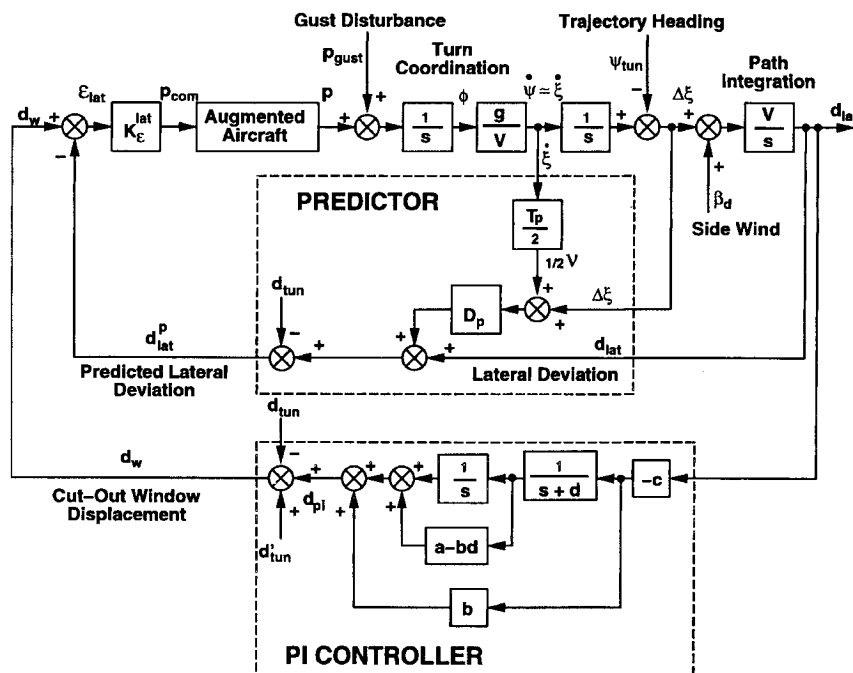 Gust Disturbance
Trajectory Heading
p_gust
Turn
Coordination
ψ_tun
Path
Integration
d_w
+
ε_lat
K_ε^lat
p_com
Augmented
Aircraft
p
+
+
1/s
ϕ
g/V
ψ̇ ≃ ξ̇
1/s
+
−
Δξ
+
V/s
d_la
−
ξ̇
+
β_d
Side Wind
PREDICTOR
T_p/2
1/2 ν
d_tun
D_p
+
+
Δξ
−
+
+
+
d_lat
d_lat^p
Predicted Lateral
Deviation
Lateral Deviation
d_tun
−
d_w
+
+
+
+
1/s
1/(s + d)
-c
Cut-Out Window
Displacement
d_pi
+
d'_tun
+
+
a-bd
b
PI CONTROLLER